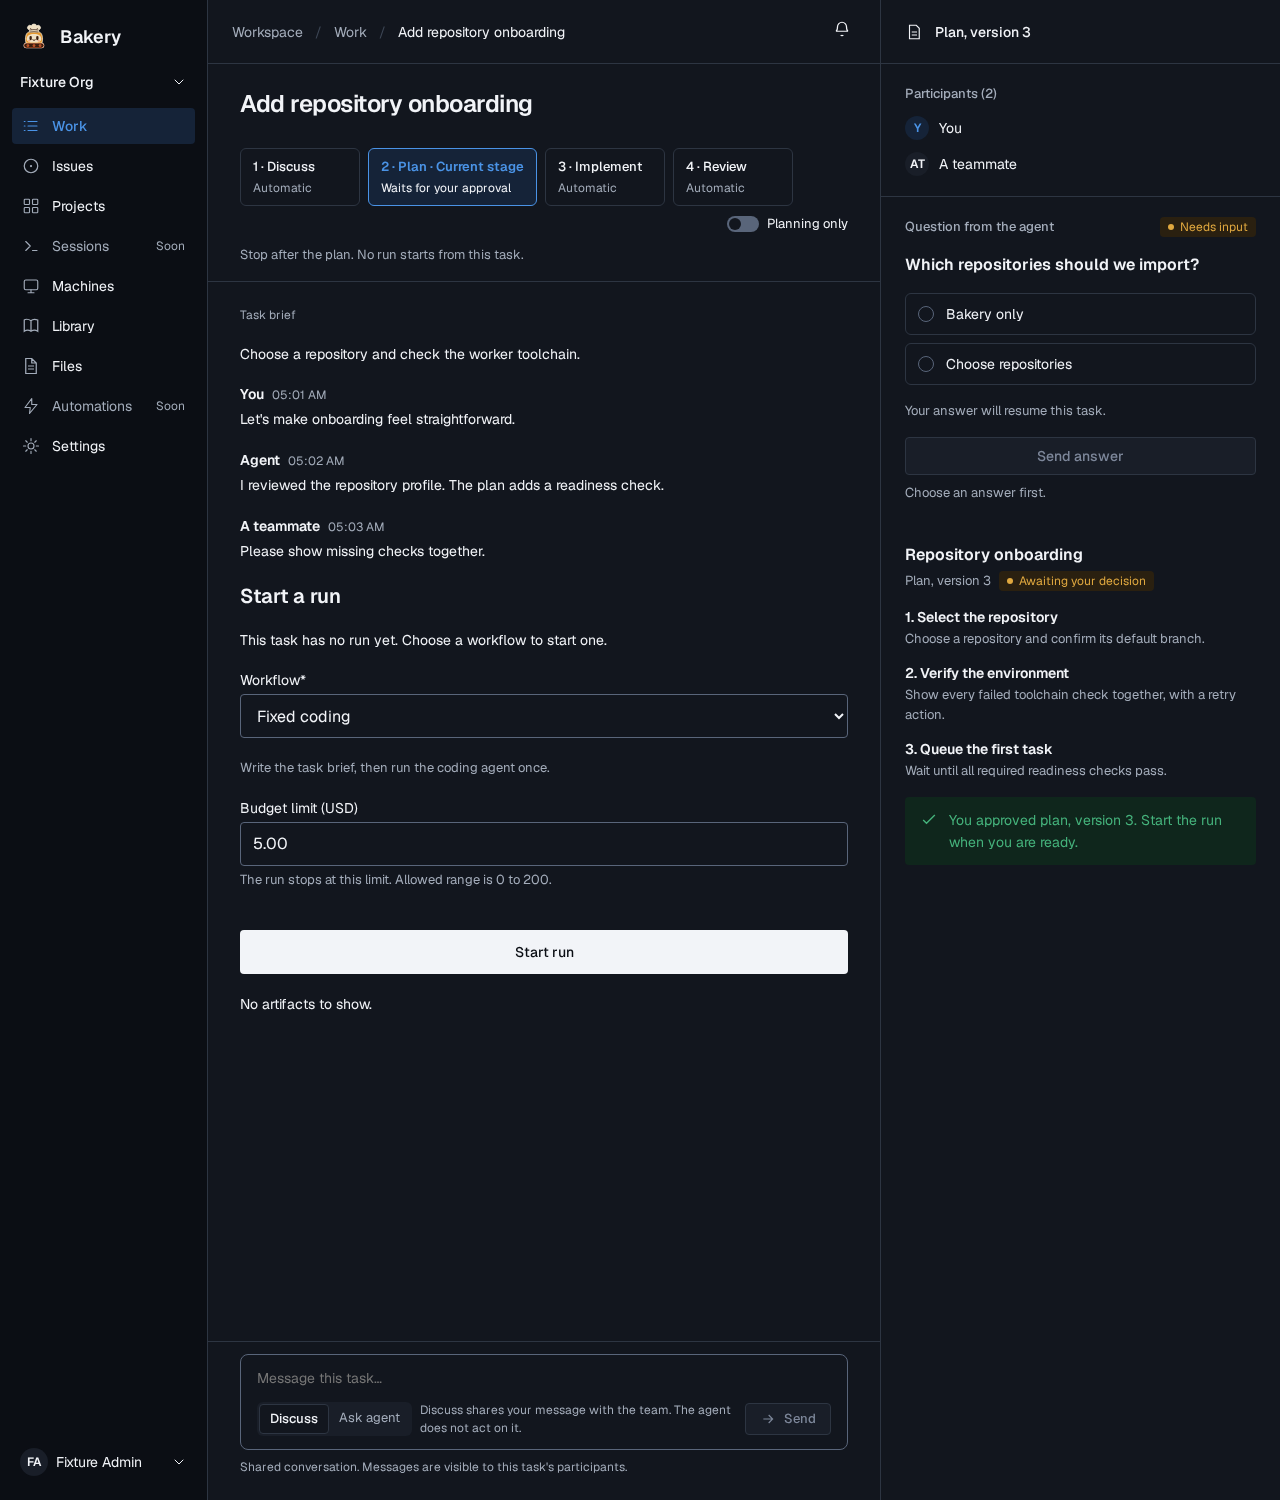 Bakery
Fixture Org
Work
Issues
Projects
Sessions Soon
Machines
Library
Files
Automations Soon
Settings
FA Fixture Admin
Workspace / Work / Add repository onboarding
Add repository onboarding
1 · Discuss
Automatic
2 · Plan · Current stage
Waits for your approval
3 · Implement
Automatic
4 · Review
Automatic
Planning only
Stop after the plan. No run starts from this task.
Task brief
Choose a repository and check the worker toolchain.
You 05:01 AM
Let's make onboarding feel straightforward.
Agent 05:02 AM
I reviewed the repository profile. The plan adds a readiness check.
A teammate 05:03 AM
Please show missing checks together.
Start a run
This task has no run yet. Choose a workflow to start one.
Workflow*
Fixed coding
Write the task brief, then run the coding agent once.
Budget limit (USD)
5.00
The run stops at this limit. Allowed range is 0 to 200.
Start run
No artifacts to show.
Message this task...
Discuss Ask agent
Discuss shares your message with the team. The agent
does not act on it.
Send
Shared conversation. Messages are visible to this task's participants.
Plan, version 3
Participants (2)
Y You
AT A teammate
Question from the agent Needs input
Which repositories should we import?
Bakery only
Choose repositories
Your answer will resume this task.
Send answer
Choose an answer first.
Repository onboarding
Plan, version 3 Awaiting your decision
1. Select the repository
Choose a repository and confirm its default branch.
2. Verify the environment
Show every failed toolchain check together, with a retry
action.
3. Queue the first task
Wait until all required readiness checks pass.
You approved plan, version 3. Start the run
when you are ready.